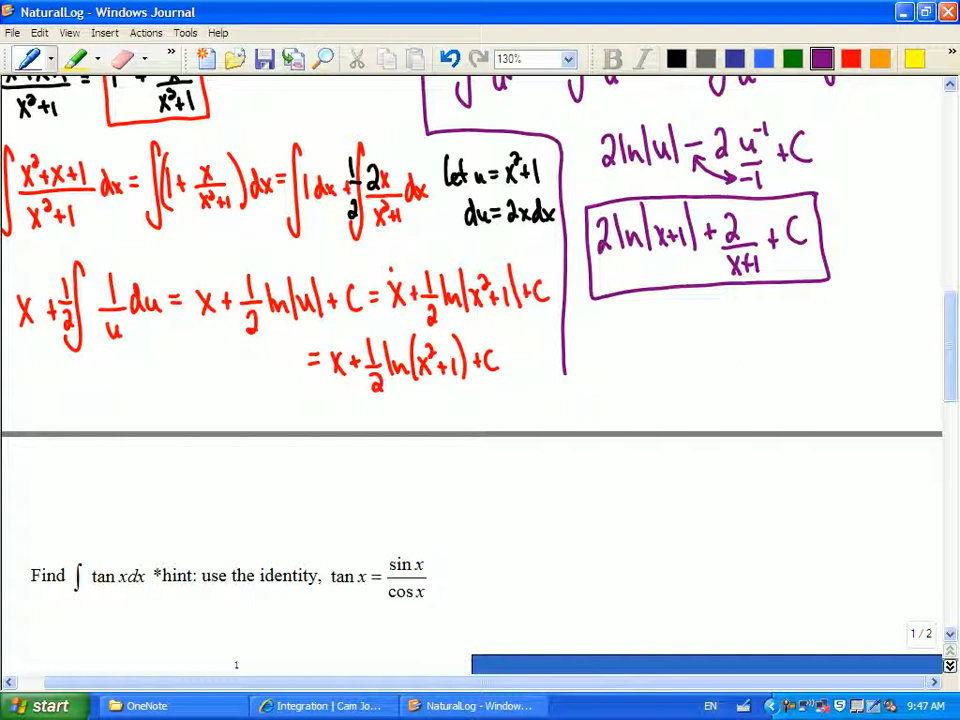 NaturalLog - Windows Journal
File Edit View Insert Actions Tools Help
130%
B I
x²+1 = 1 + x/x²+1
∫ (x²+x+1)/(x²+1) dx = ∫(1 + x/(x²+1))dx = ∫1dx + 1/2 ∫ 2x/(x²+1) dx
let u = x²+1
du = 2xdx
x + 1/2 ∫ 1/u du = x + 1/2 ln|u| + C = x + 1/2 ln|x²+1| + C
= x + 1/2 ln(x²+1) + C
2ln|u| − 2 u⁻¹/−1 + C
2ln|x+1| + 2/(x+1) + C
Find ∫ tan xdx *hint: use the identity, tan x = sin x/cos x
1/2
1
start OneNote Integration | Cam Jo... NaturalLog - Window... EN 9:47 AM